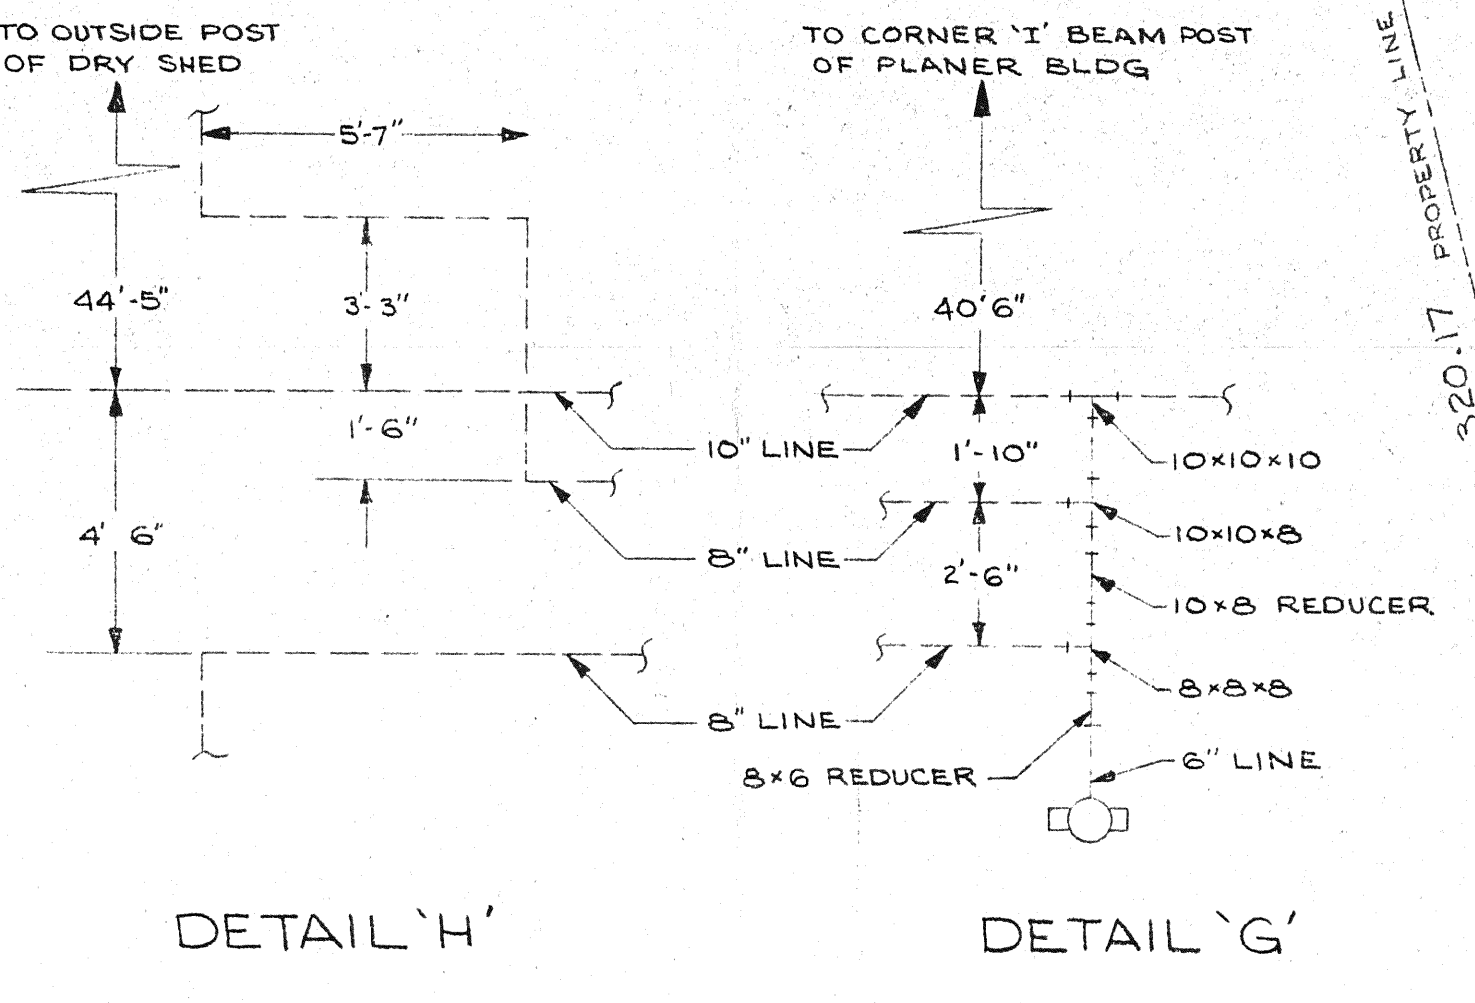 TO OUTSIDE POST
OF DRY SHED
5'-7"
44'-5"
3'-3"
1'-6"
4' 6"
TO CORNER 'I' BEAM POST
OF PLANER BLDG
40'6"
10" LINE
1'-10"
10×10×10
8" LINE
10×10×8
2'-6"
10×8 REDUCER
8×8×8
8" LINE
8×6 REDUCER
6" LINE
320.17 PROPERTY LINE
DETAIL 'H'
DETAIL 'G'